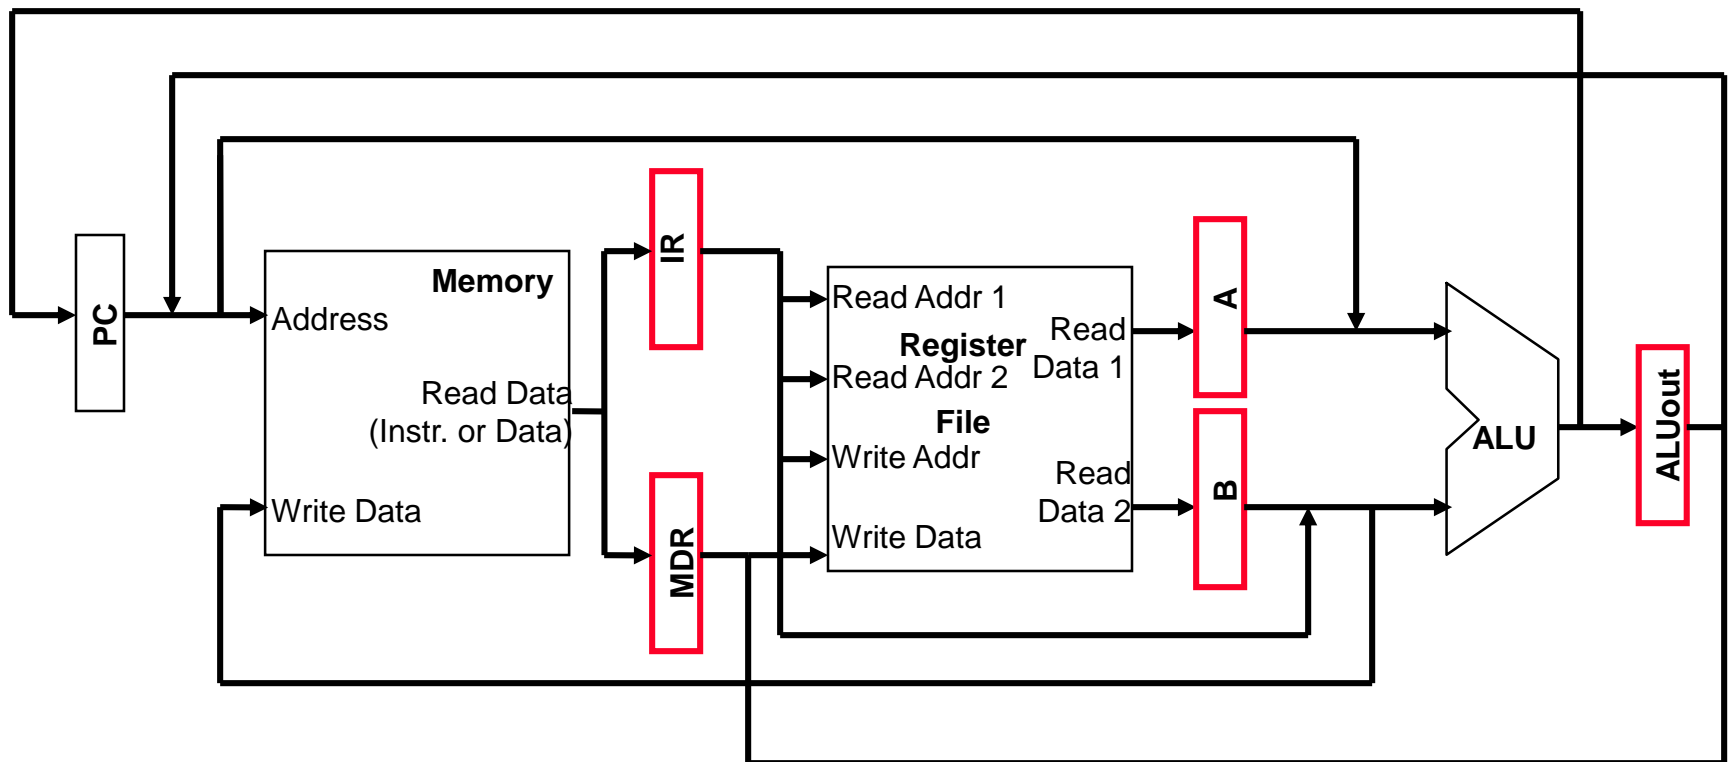 PC
Memory
Address
Read Data
(Instr. or Data)
Write Data
IR
MDR
Read Addr 1
Register
Read Addr 2
File
Write Addr
Write Data
Read
Data 1
Read
Data 2
A
B
ALU
ALUout